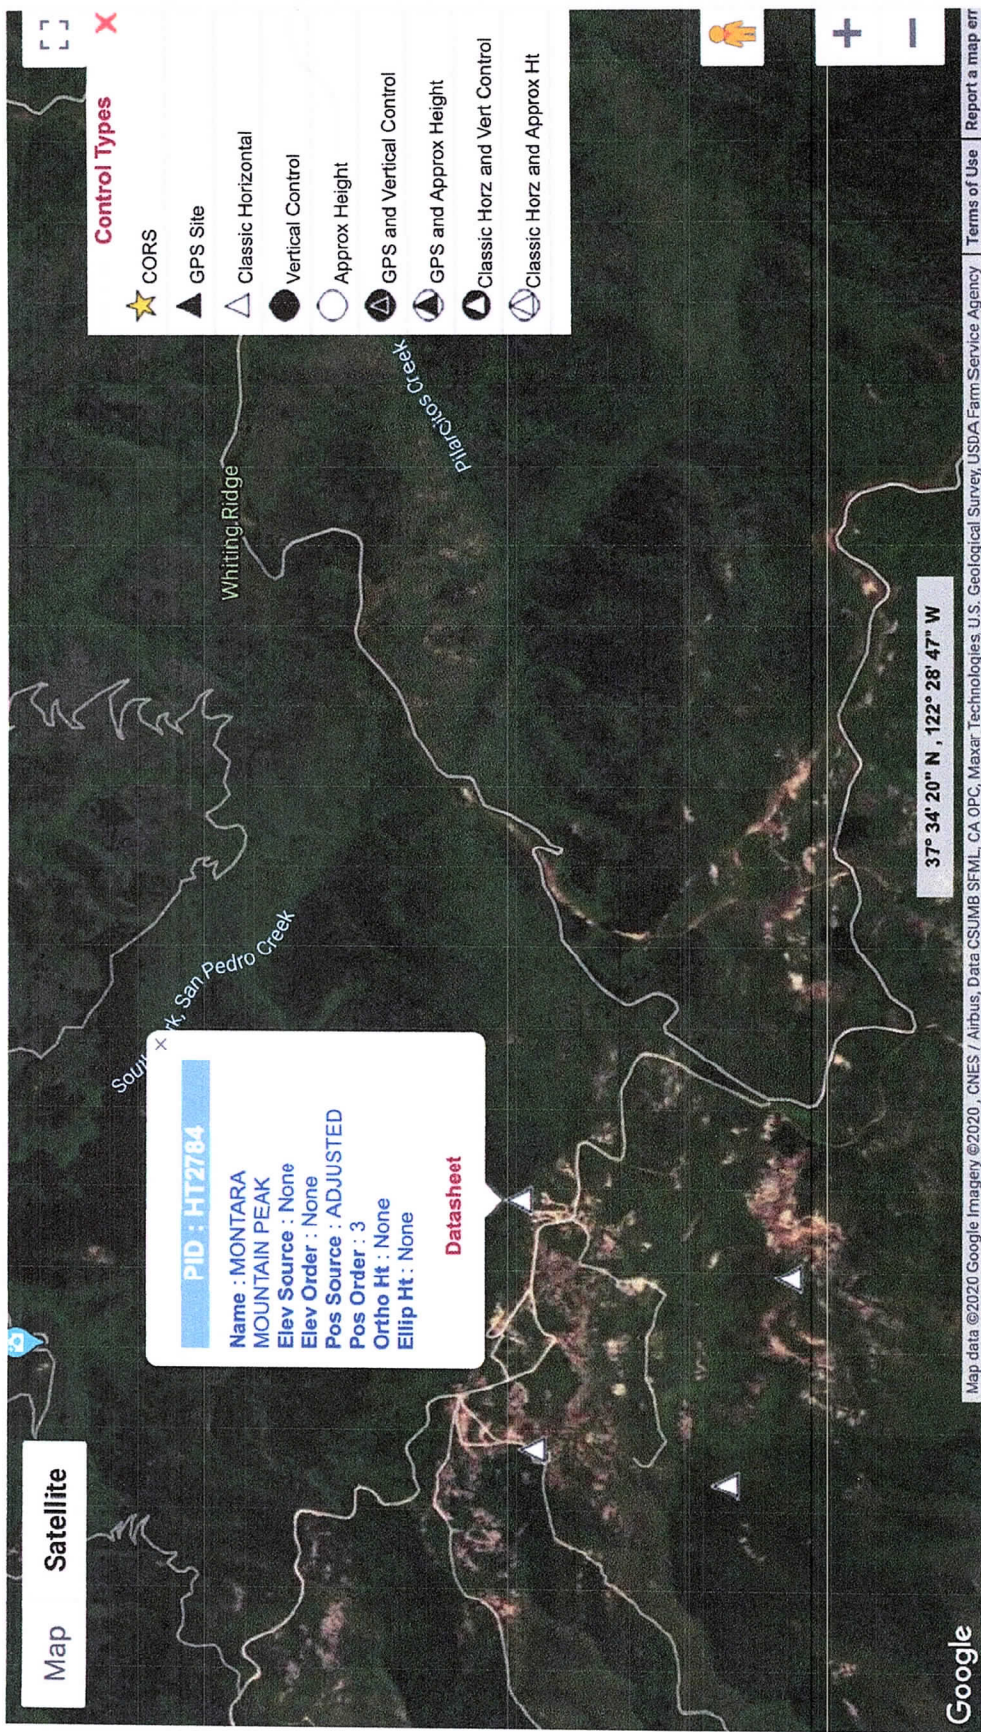 Map Satellite
PID : HT2784
Name : MONTARA
MOUNTAIN PEAK
Elev Source : None
Elev Order : None
Pos Source : ADJUSTED
Pos Order : 3
Ortho Ht : None
Ellip Ht : None
Datasheet
San Pedro Creek
Whiting Ridge
Pilarcitos Creek
Control Types
CORS
GPS Site
Classic Horizontal
Vertical Control
Approx Height
GPS and Vertical Control
GPS and Approx Height
Classic Horz and Vert Control
Classic Horz and Approx Ht
37° 34' 20" N , 122° 28' 47" W
Google
Map data ©2020 Google Imagery ©2020 , CNES / Airbus, Data CSUMB SFML, CA OPC, Maxar Technologies, U.S. Geological Survey, USDA Farm Service Agency Terms of Use Report a map err